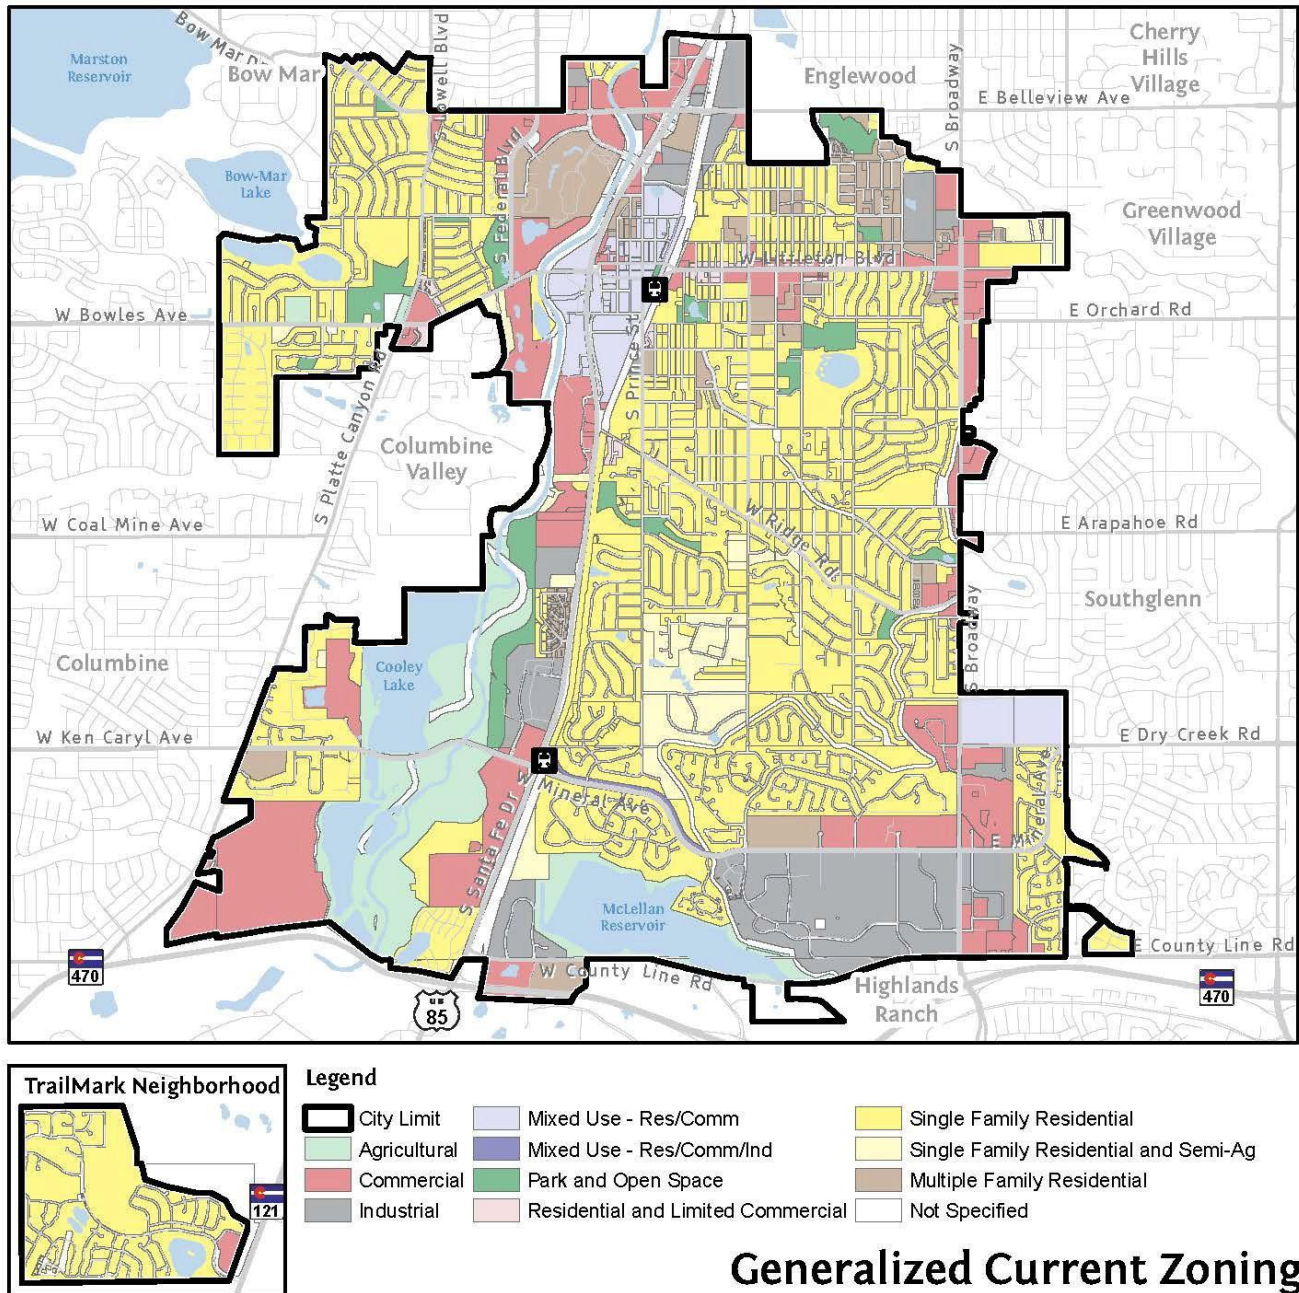 Bow Mar Dr
S Lowell Blvd
Marston
Reservoir
Bow Mar
Englewood
S Broadway
Cherry
Hills
Village
E Belleview Ave
Bow-Mar
Lake
S Federal Blvd
Greenwood
Village
W Littleton Blvd
W Bowles Ave
E Orchard Rd
S Prince St
S Platte Canyon Rd
Columbine
Valley
W Coal Mine Ave
W Ridge Rd
E Arapahoe Rd
Southglenn
S Broadway
Columbine
Cooley
Lake
W Ken Caryl Ave
E Dry Creek Rd
W Mineral Ave
E Mineral Ave
S Santa Fe Dr
McLellan
Reservoir
470
W County Line Rd
E County Line Rd
US
85
Highlands
Ranch
470
TrailMark Neighborhood
121
Legend
City Limit
Agricultural
Commercial
Industrial
Mixed Use - Res/Comm
Mixed Use - Res/Comm/Ind
Park and Open Space
Residential and Limited Commercial
Single Family Residential
Single Family Residential and Semi-Ag
Multiple Family Residential
Not Specified
Generalized Current Zoning